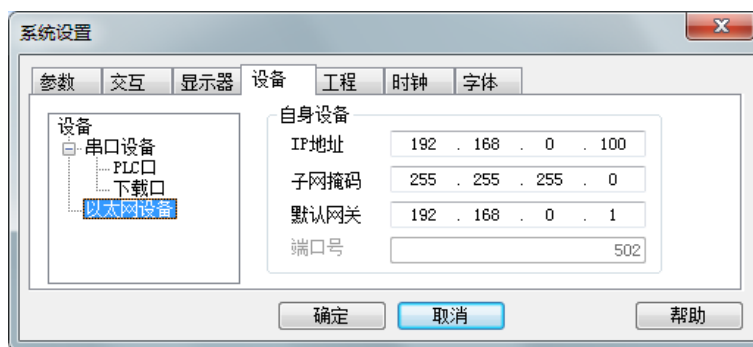 系统设置
参数 交互 显示器 设备 工程 时钟 字体
设备
串口设备
PLC口
下载口
以太网设备
自身设备
IP地址 192 . 168 . 0 . 100
子网掩码 255 . 255 . 255 . 0
默认网关 192 . 168 . 0 . 1
端口号 502
确定 取消 帮助